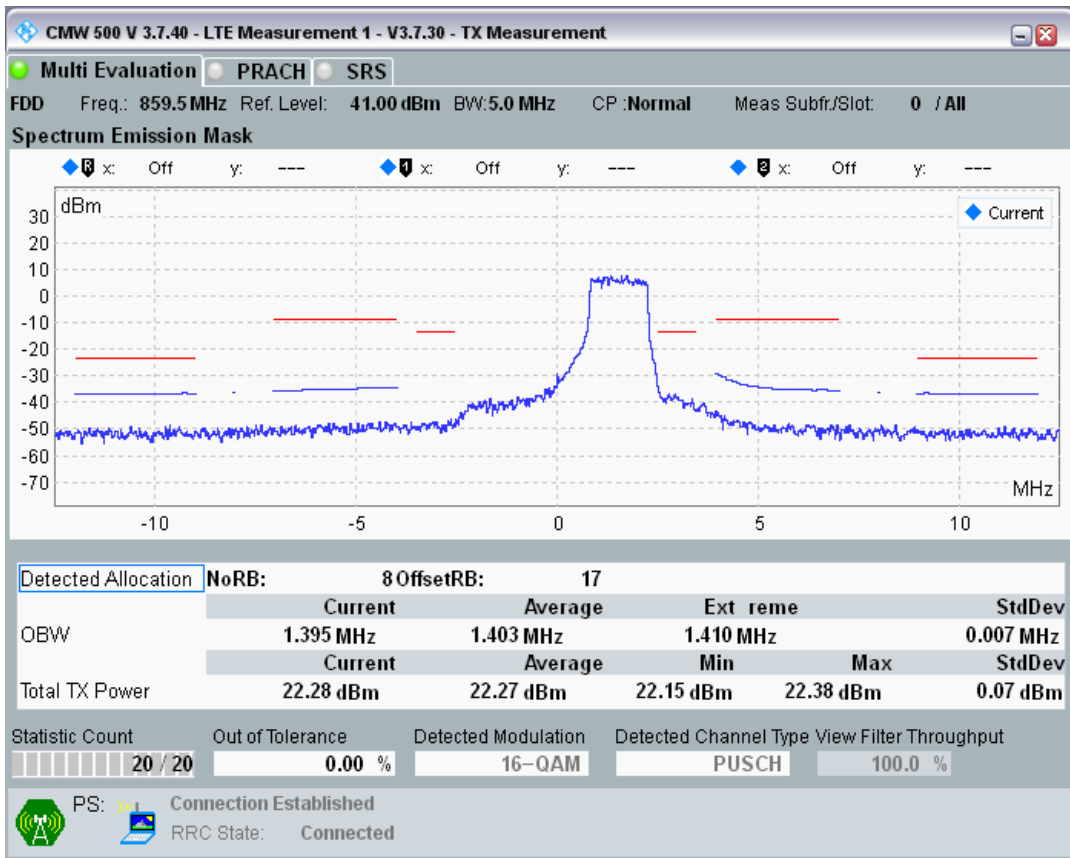 CMW 500 V 3.7.40 - LTE Measurement 1 - V3.7.30 - TX Measurement
Multi Evaluation PRACH SRS
FDD Freq.: 859.5 MHz Ref. Level: 41.00 dBm BW:5.0 MHz CP :Normal Meas Subfr./Slot: 0 / All
Spectrum Emission Mask
R x: Off y: --- 1 x: Off y: --- 2 x: Off y: ---
dBm
Current
30
20
10
0
-10
-20
-30
-40
-50
-60
-70
MHz
-10 -5 0 5 10
Detected Allocation NoRB: 8 OffsetRB: 17
Current Average Ext reme StdDev
OBW 1.395 MHz 1.403 MHz 1.410 MHz 0.007 MHz
Current Average Min Max StdDev
Total TX Power 22.28 dBm 22.27 dBm 22.15 dBm 22.38 dBm 0.07 dBm
Statistic Count Out of Tolerance Detected Modulation Detected Channel Type View Filter Throughput
20 / 20 0.00 % 16-QAM PUSCH 100.0 %
PS: Connection Established
RRC State: Connected